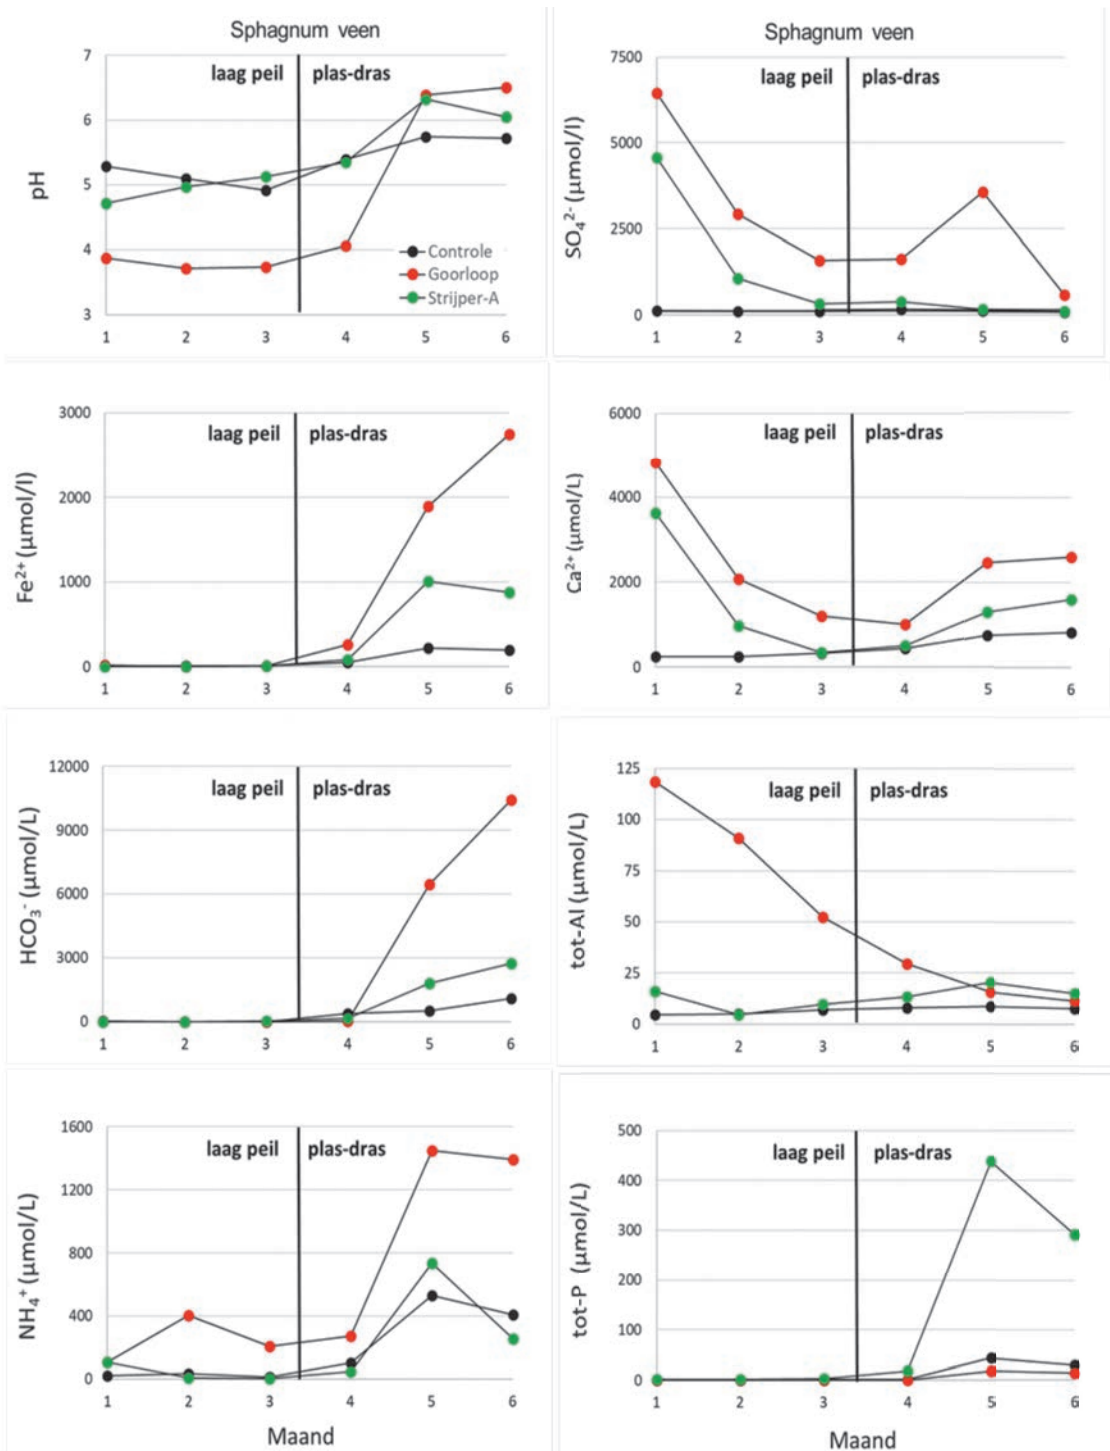 Sphagnum veen
laag peil plas-dras
7
6
5
4
3
pH
Controle
Goorloop
Strijper-A
1 2 3 4 5 6
Sphagnum veen
laag peil plas-dras
7500
5000
2500
0
SO₄²⁻ (µmol/l)
1 2 3 4 5 6
laag peil plas-dras
3000
2000
1000
0
Fe²⁺ (µmol/l)
1 2 3 4 5 6
laag peil plas-dras
6000
4000
2000
0
Ca²⁺ (µmol/L)
1 2 3 4 5 6
laag peil plas-dras
12000
9000
6000
3000
0
HCO₃⁻ (µmol/L)
1 2 3 4 5 6
laag peil plas-dras
125
100
75
50
25
0
tot-Al (µmol/L)
1 2 3 4 5 6
laag peil plas-dras
1600
1200
800
400
0
NH₄⁺ (µmol/L)
1 2 3 4 5 6
Maand
laag peil plas-dras
500
400
300
200
100
0
tot-P (µmol/L)
1 2 3 4 5 6
Maand